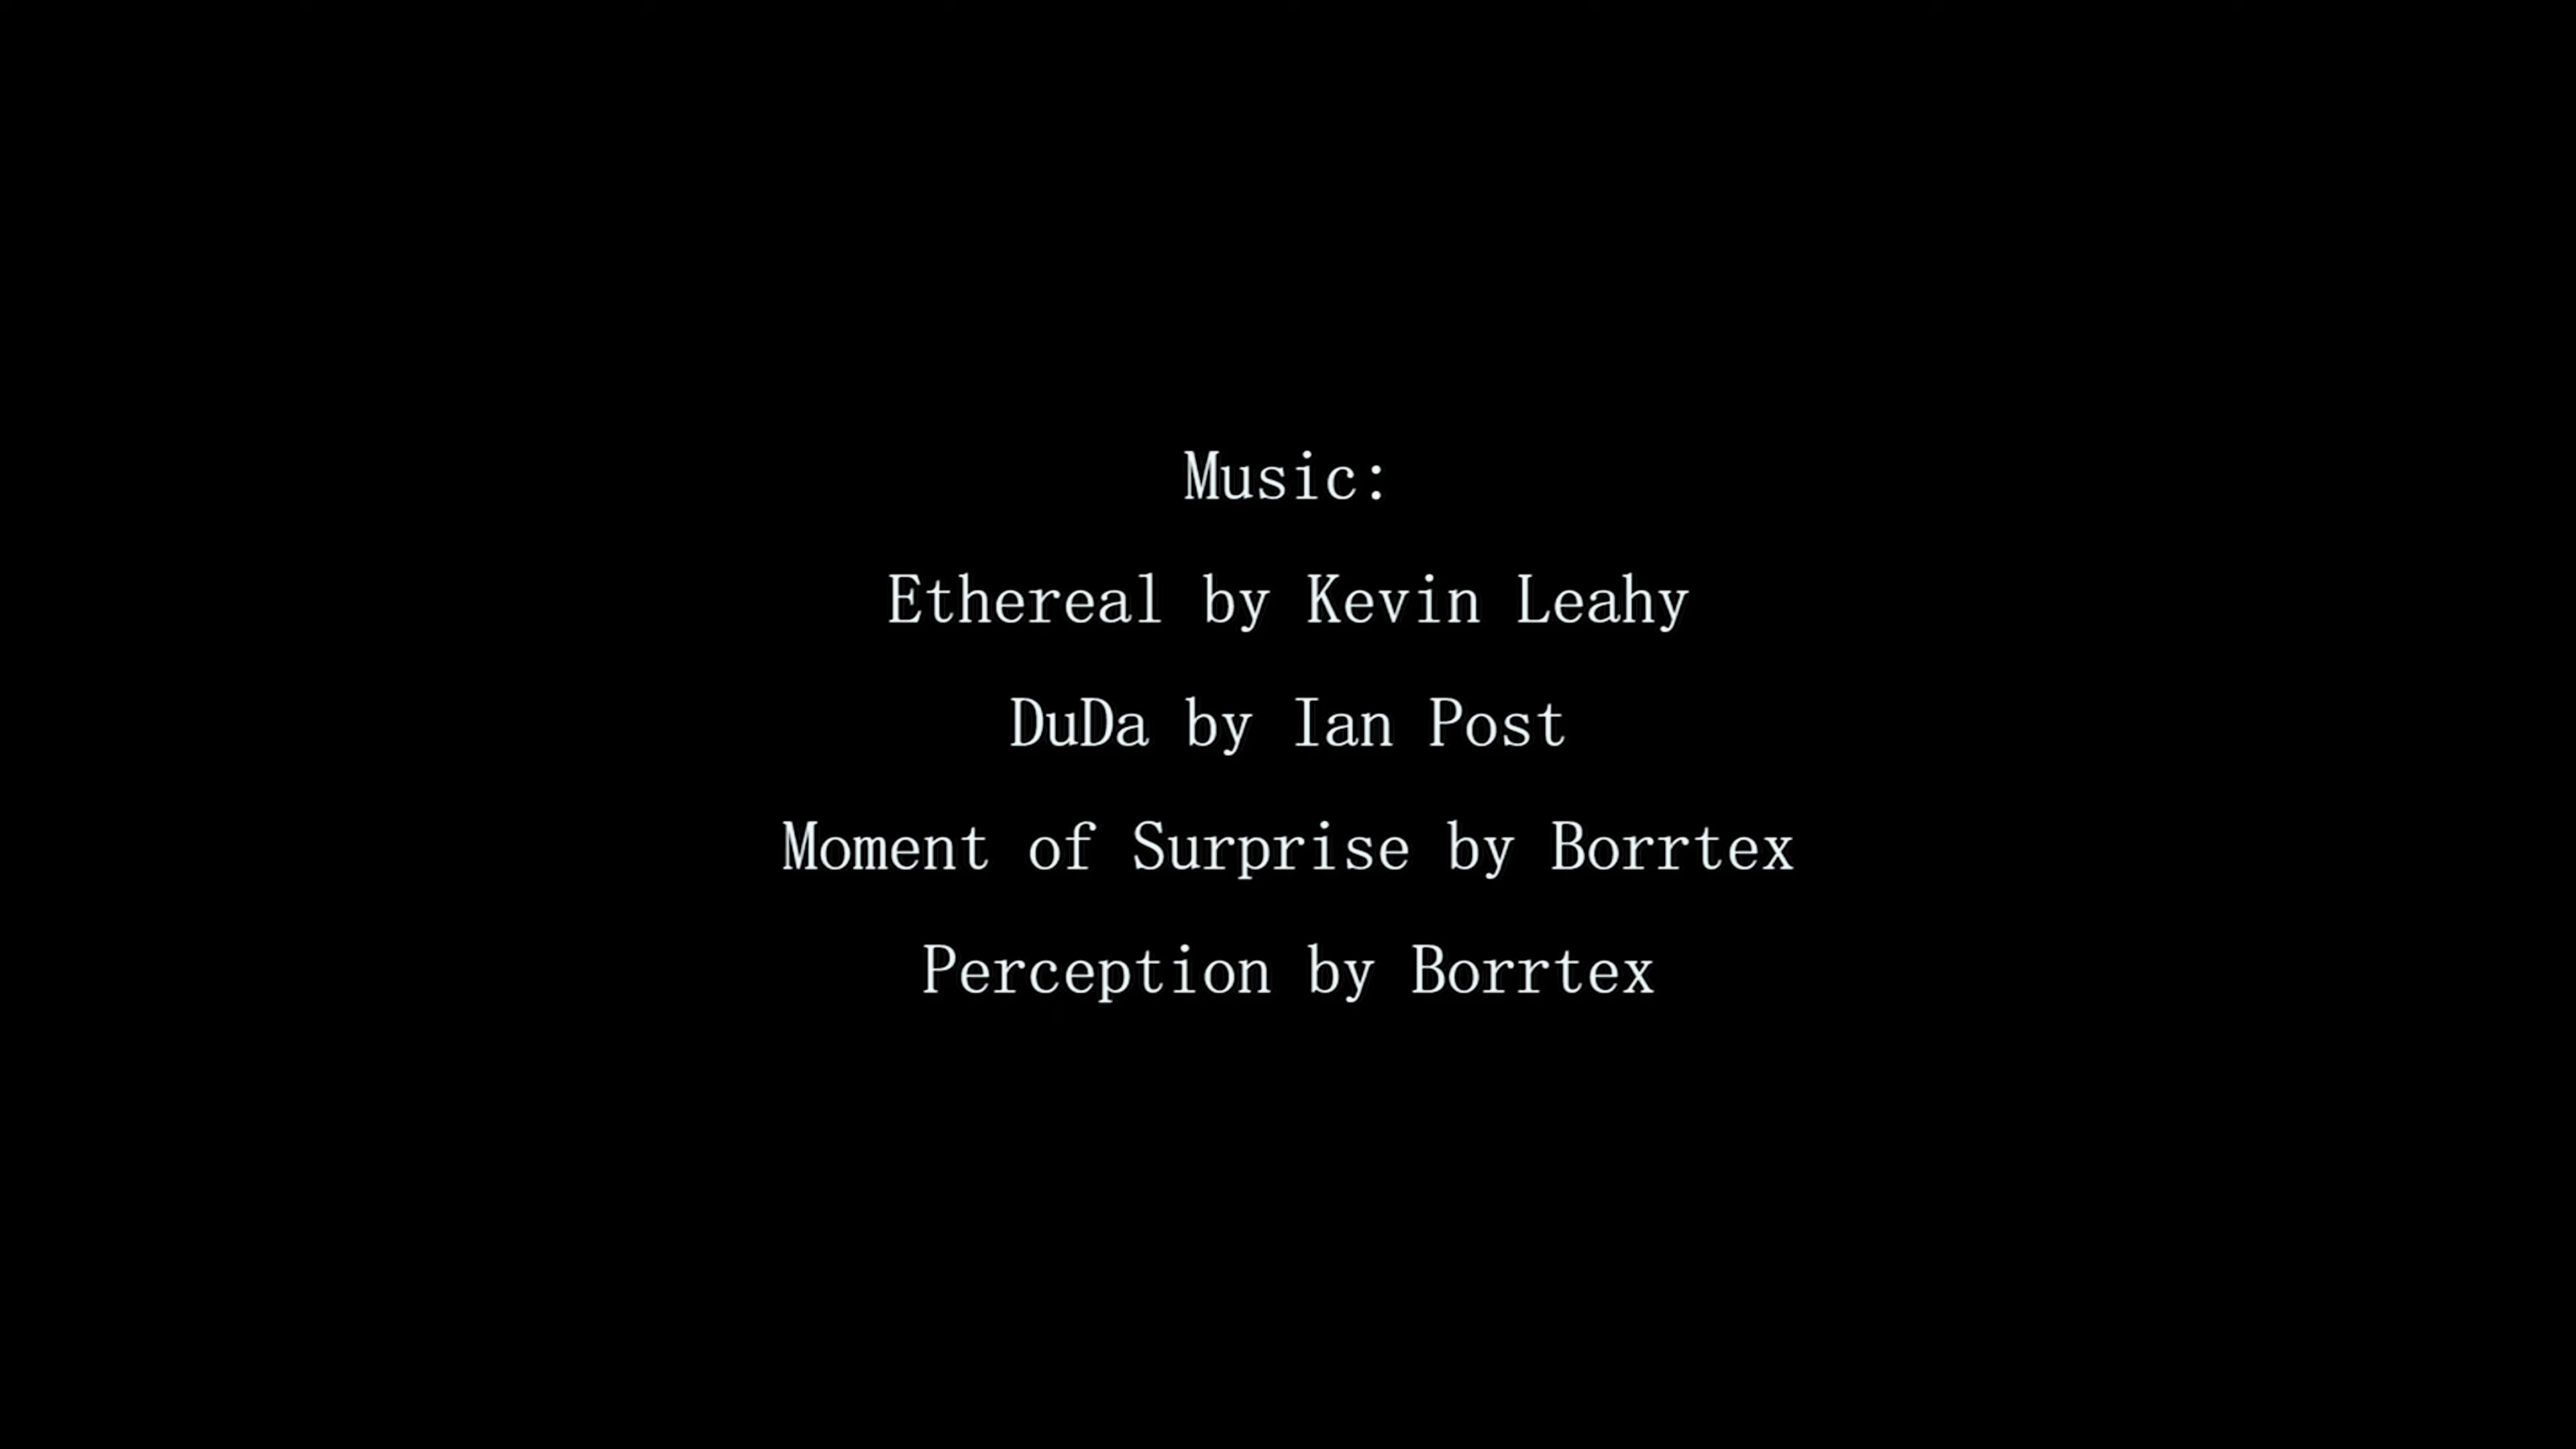 Music:
Ethereal by Kevin Leahy
DuDa by Ian Post
Moment of Surprise by Borrtex
Perception by Borrtex